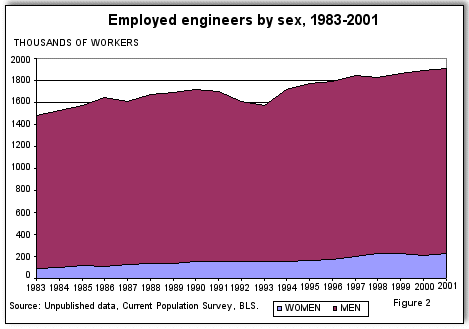 Employed engineers by sex, 1983-2001
THOUSANDS OF WORKERS
2000
1800
1600
1400
1200
1000
800
600
400
200
0
1983 1984 1985 1986 1987 1988 1989 1990 1991 1992 1993 1994 1995 1996 1997 1998 1999 2000 2001
Source: Unpublished data, Current Population Survey, BLS.
WOMEN MEN
Figure 2